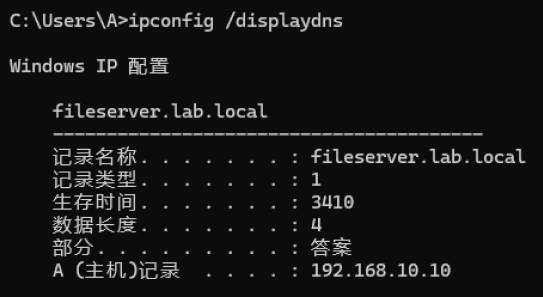 C:\Users\A>ipconfig /displaydns
Windows IP 配置
fileserver.lab.local
----------------------------------------
记录名称. . . . . . . : fileserver.lab.local
记录类型. . . . . . . : 1
生存时间. . . . . . . : 3410
数据长度. . . . . . . : 4
部分. . . . . . . . . : 答案
A (主机)记录  . . . . : 192.168.10.10